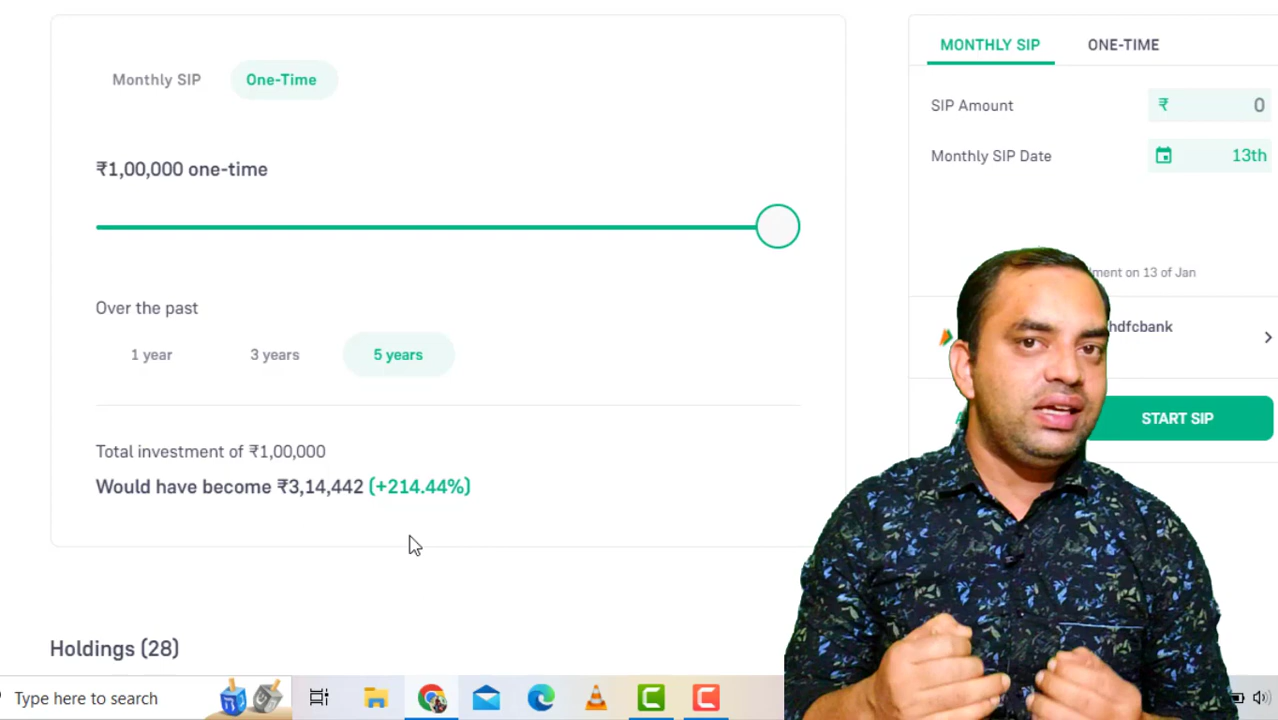 Monthly SIP
One-Time
₹1,00,000 one-time
Over the past
1 year
3 years
5 years
Total investment of ₹1,00,000
Would have become ₹3,14,442 (+214.44%)
Holdings (28)
MONTHLY SIP
ONE-TIME
SIP Amount
₹ 0
Monthly SIP Date
13th
on 13 of Jan
hdfcbank
START SIP
Type here to search